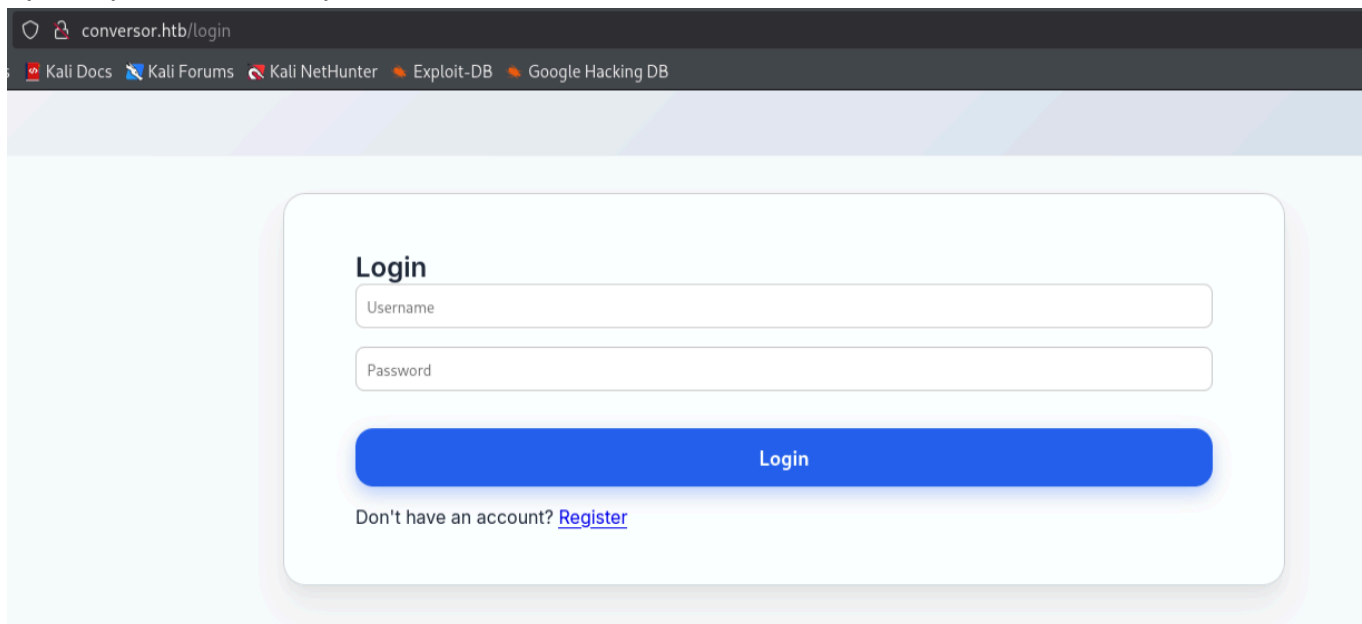 conversor.htb/login
Kali Docs Kali Forums Kali NetHunter Exploit-DB Google Hacking DB
Login
Username
Password
Login
Don't have an account? Register